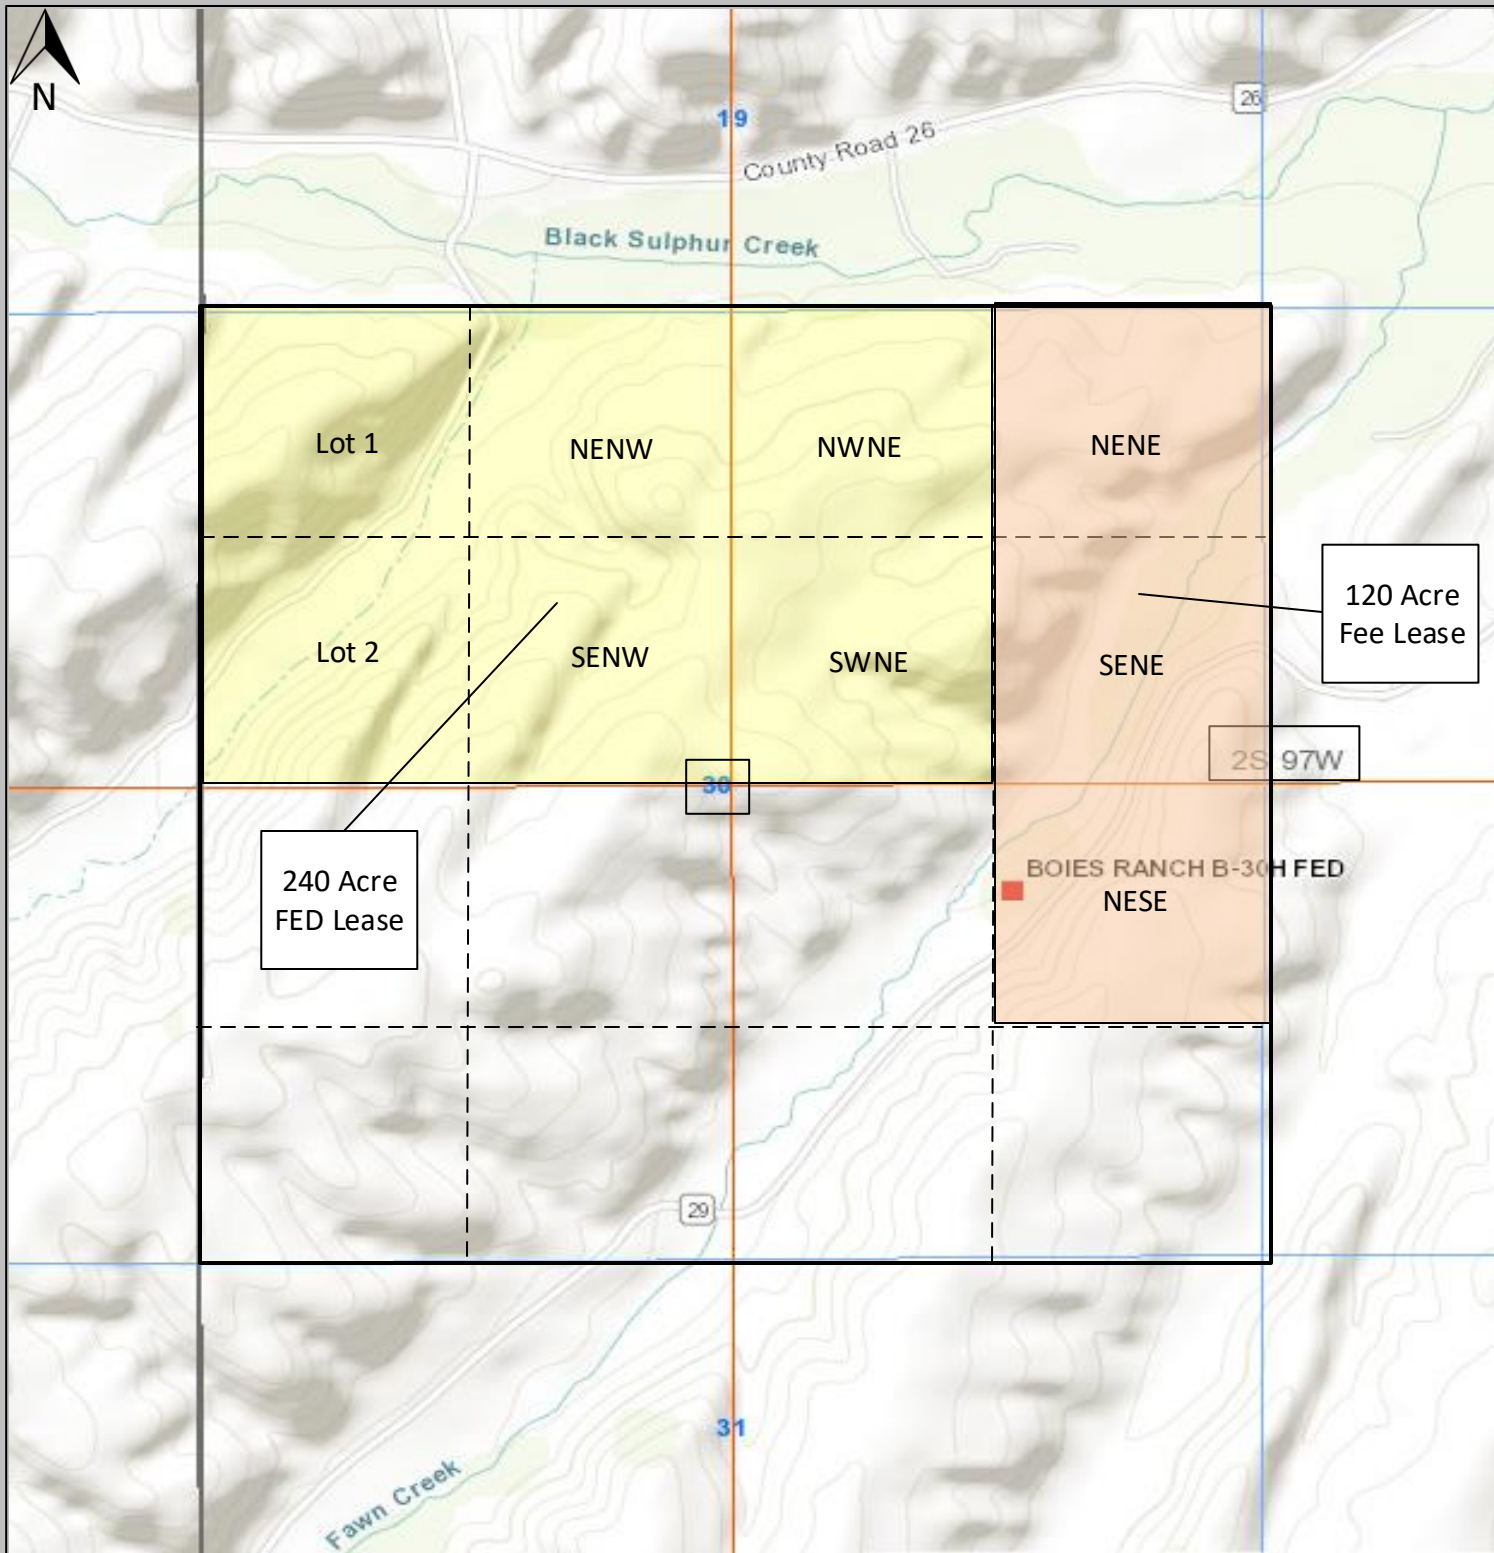 N
19
26
County Road 26
Black Sulphur Creek
Lot 1
NENW
NWNE
NENE
Lot 2
SENW
SWNE
SENE
120 Acre
Fee Lease
2S 97W
30
240 Acre
FED Lease
BOIES RANCH B-30H FED
NESE
29
31
Fawn Creek